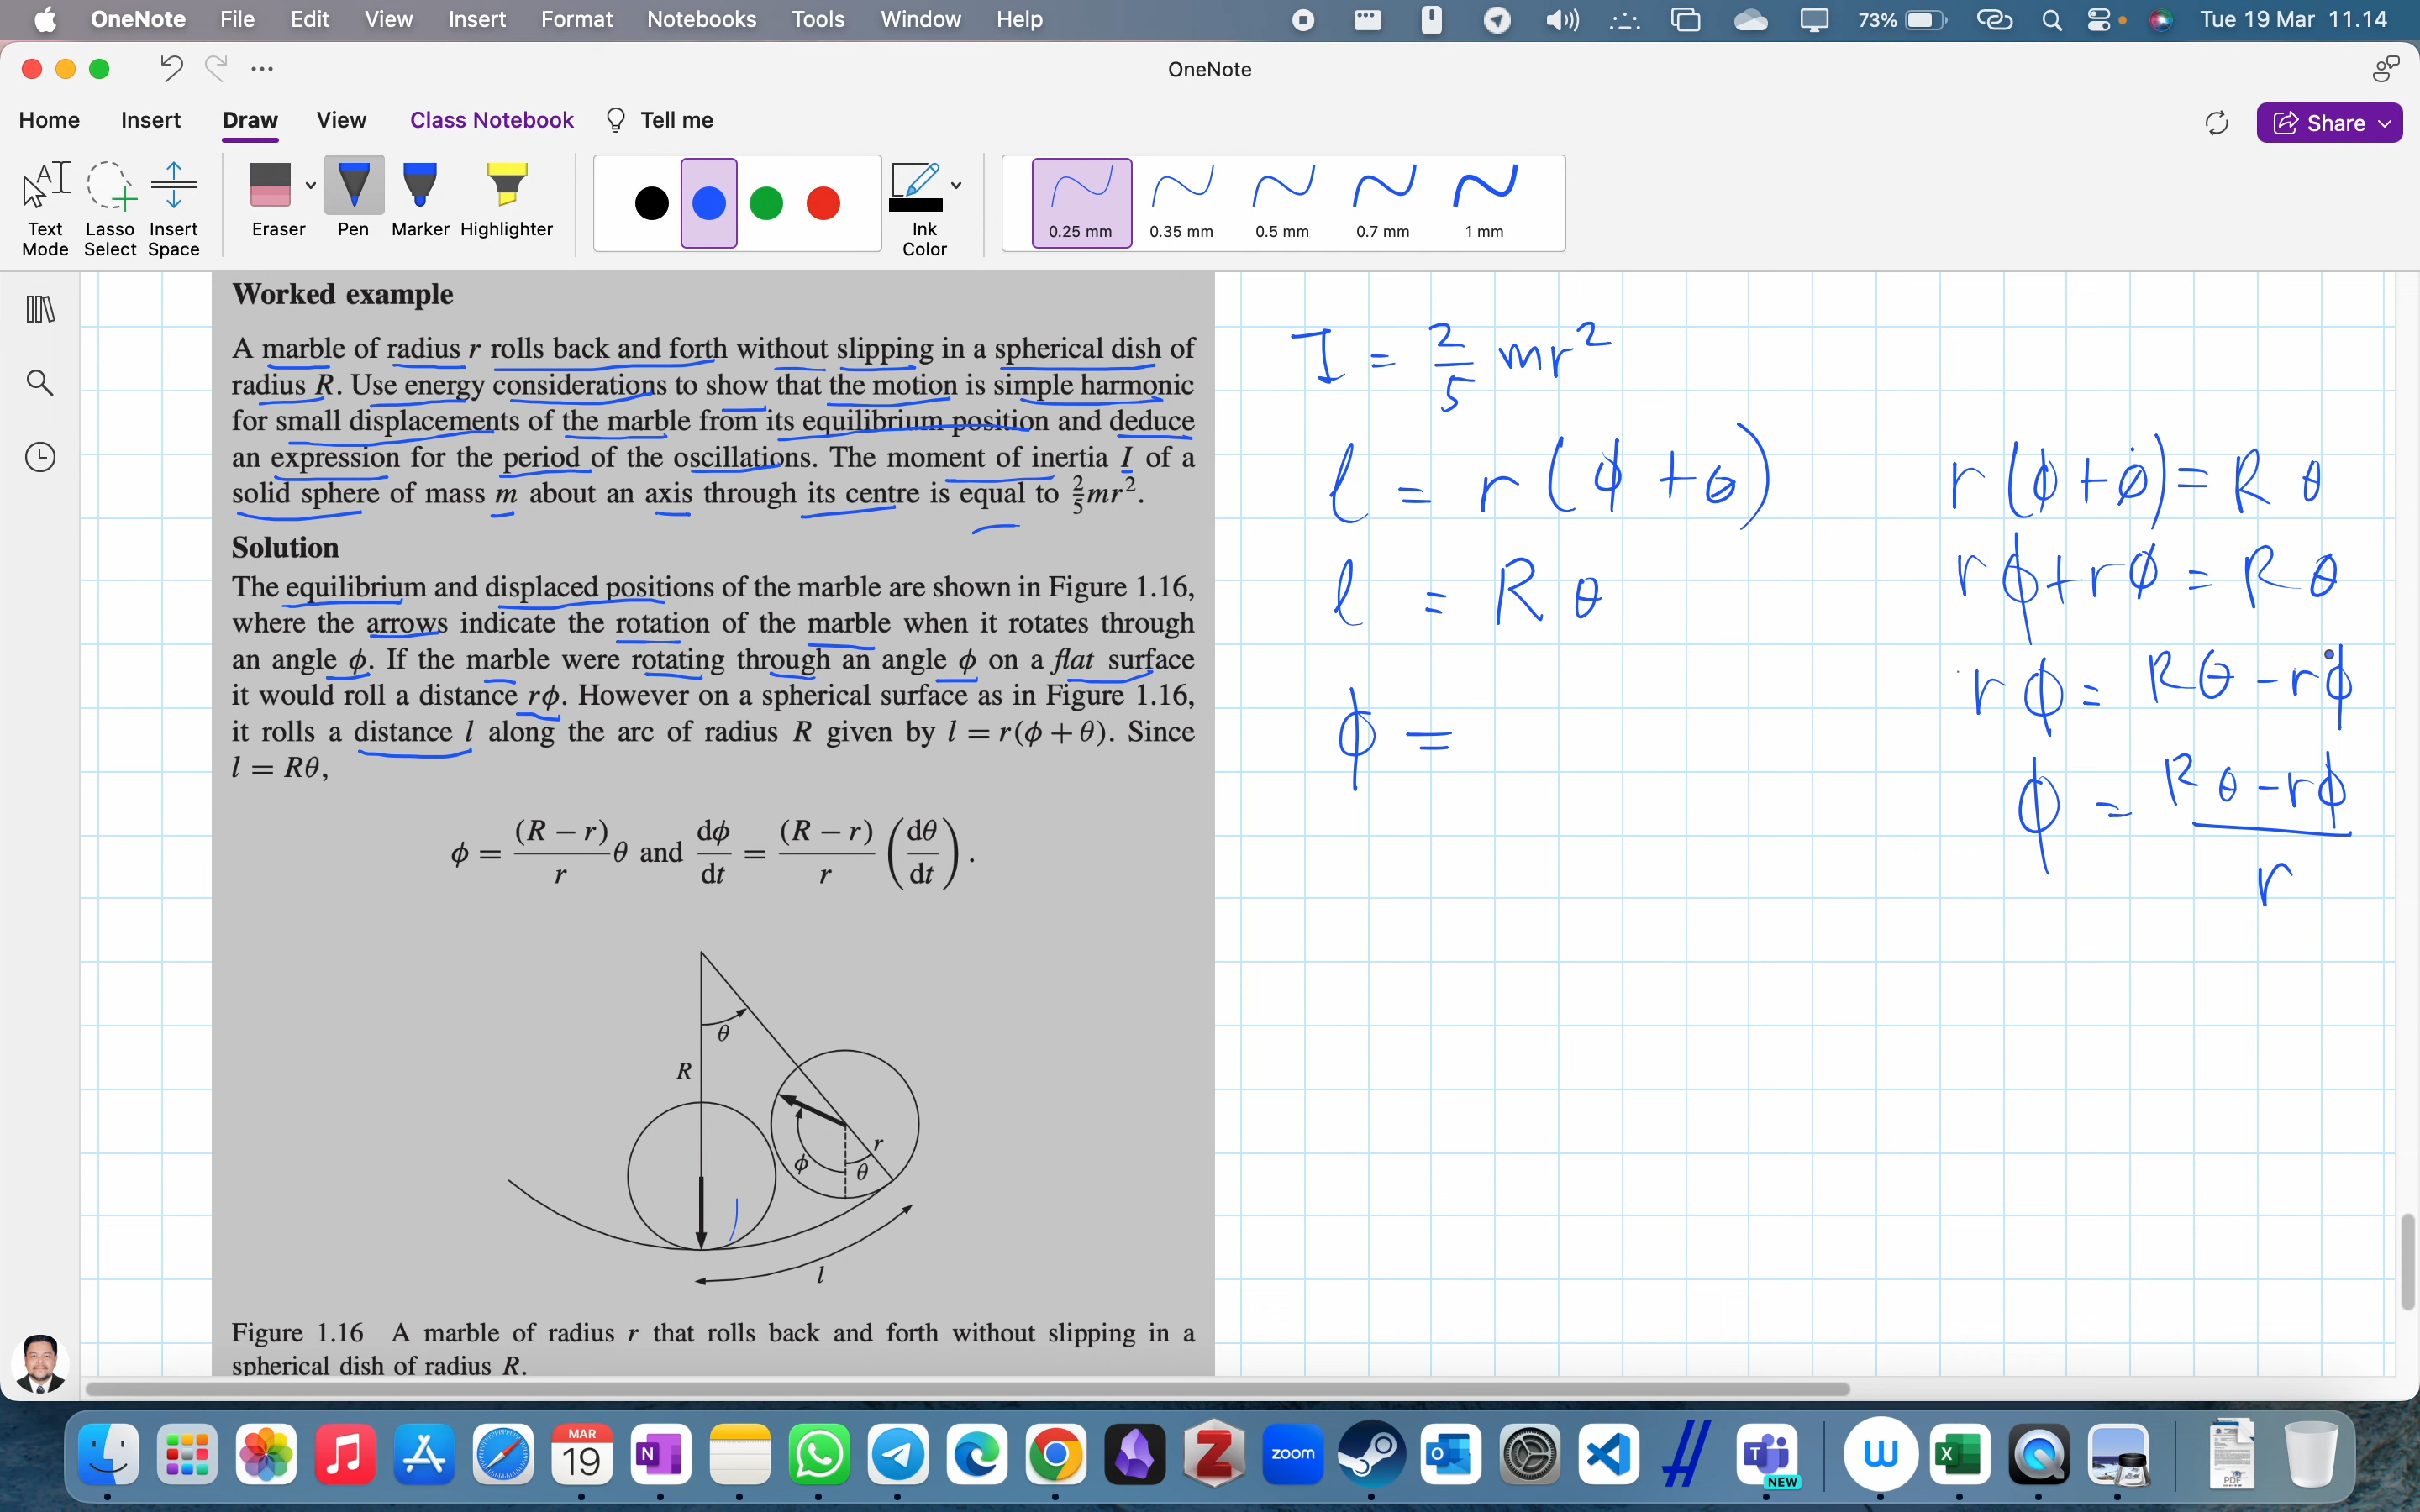 OneNote File Edit View Insert Format Notebooks Tools Window Help 73% Tue 19 Mar 11.14
OneNote
Home Insert Draw View Class Notebook Tell me Share
Text Mode Lasso Select Insert Space Eraser Pen Marker Highlighter Ink Color 0.25 mm 0.35 mm 0.5 mm 0.7 mm 1 mm
Worked example
A marble of radius r rolls back and forth without slipping in a spherical dish of
radius R. Use energy considerations to show that the motion is simple harmonic
for small displacements of the marble from its equilibrium position and deduce
an expression for the period of the oscillations. The moment of inertia I of a
solid sphere of mass m about an axis through its centre is equal to 2/5 mr².
Solution
The equilibrium and displaced positions of the marble are shown in Figure 1.16,
where the arrows indicate the rotation of the marble when it rotates through
an angle ϕ. If the marble were rotating through an angle ϕ on a flat surface
it would roll a distance rϕ. However on a spherical surface as in Figure 1.16,
it rolls a distance l along the arc of radius R given by l = r(ϕ + θ). Since
l = Rθ,
ϕ = (R − r)/r θ and dϕ/dt = (R − r)/r (dθ/dt).
θ
R
r
ϕ θ
l
Figure 1.16 A marble of radius r that rolls back and forth without slipping in a
spherical dish of radius R.
I = 2/5 mr²
l = r(ϕ + θ)
l = R θ
ϕ =
r(ϕ + ϕ) = R θ
rϕ + rϕ = R θ
rϕ = Rθ − rϕ
ϕ = Rθ − rϕ / r
MAR
19
N
zoom
O
T
NEW
W
X
PDF